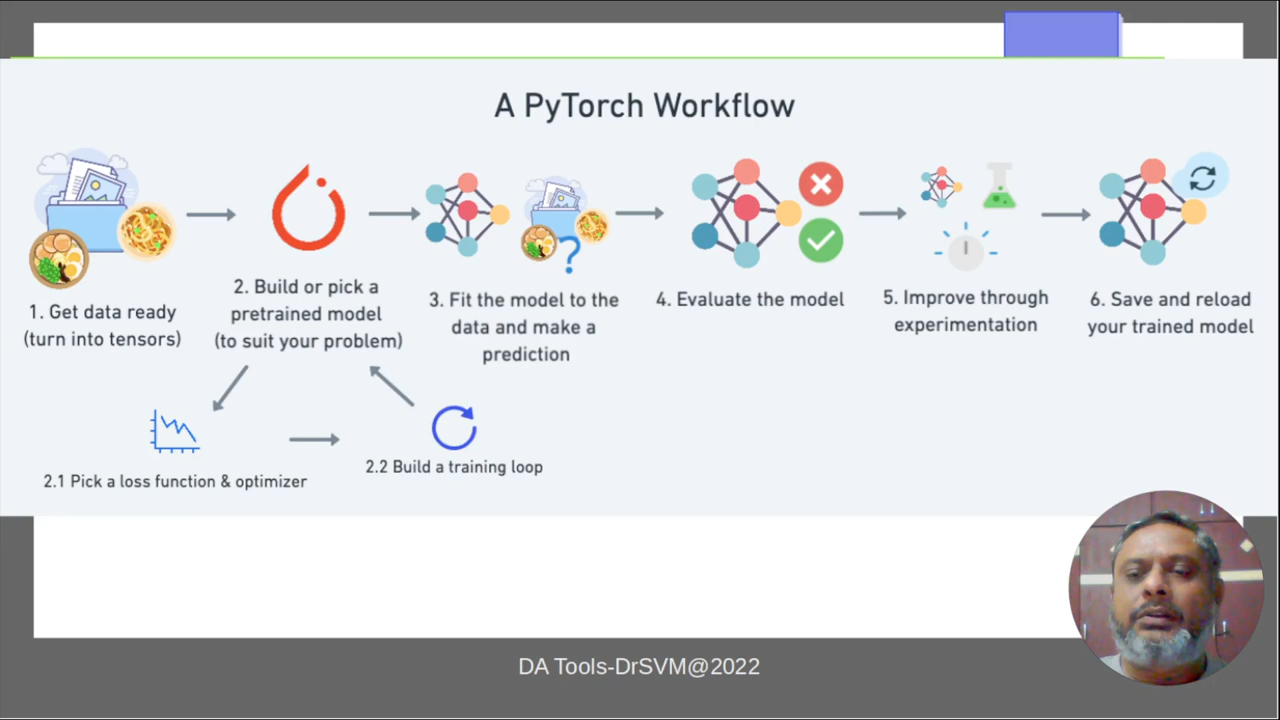 A PyTorch Workflow
1. Get data ready
(turn into tensors)
2. Build or pick a
pretrained model
(to suit your problem)
3. Fit the model to the
data and make a
prediction
?
4. Evaluate the model
5. Improve through
experimentation
6. Save and reload
your trained model
2.1 Pick a loss function & optimizer
2.2 Build a training loop
DA Tools-DrSVM@2022